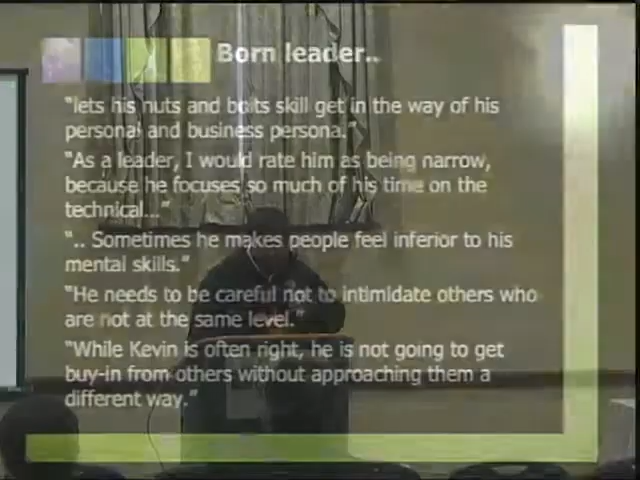 Born leader..
"lets his nuts and bolts skill get in the way of his
personal and business persona."
"As a leader, I would rate him as being narrow,
because he focuses so much of his time on the
technical..."
".. Sometimes he makes people feel inferior to his
mental skills."
"He needs to be careful not to intimidate others who
are not at the same level."
"While Kevin is often right, he is not going to get
buy-in from others without approaching them a
different way."